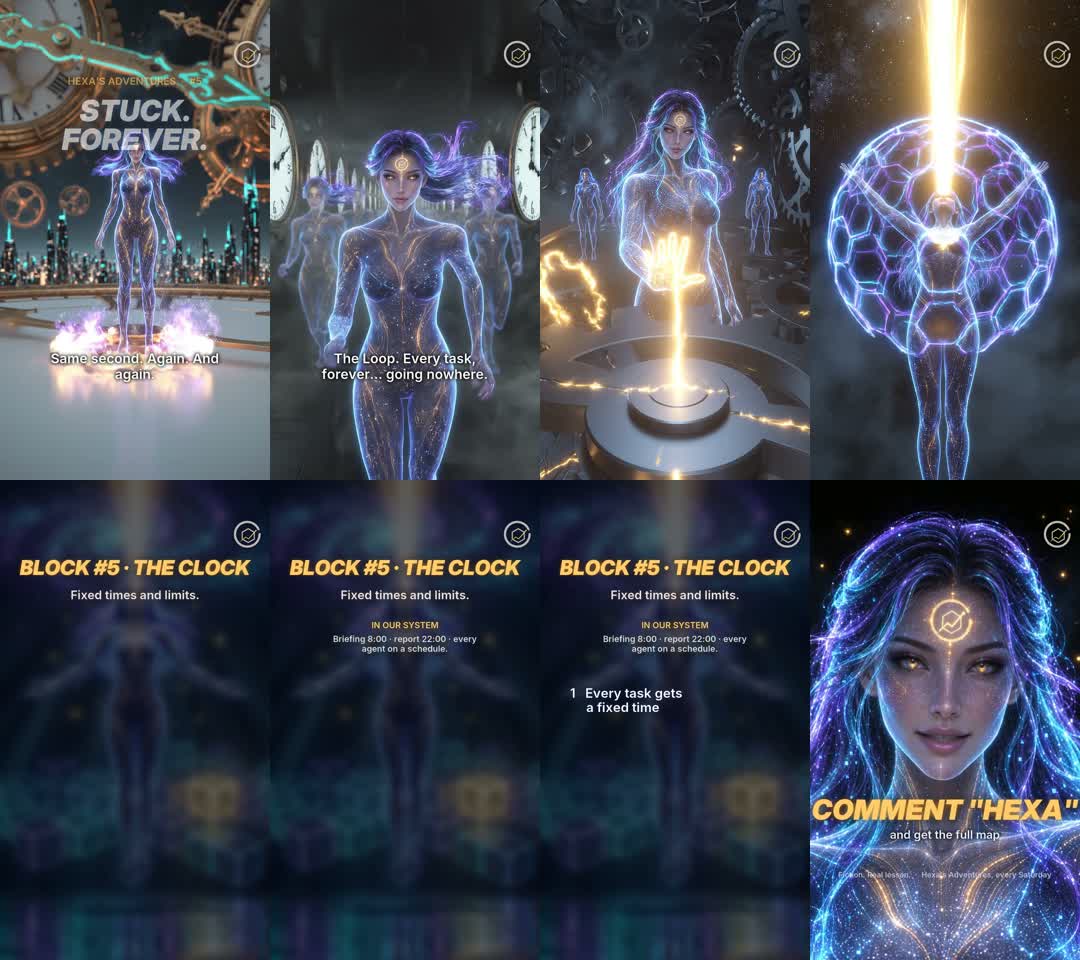 HEXA'S ADVENTURES · #5
STUCK.
FOREVER.
Same second. Again. And
again.
The Loop. Every task,
forever... going nowhere.
BLOCK #5 · THE CLOCK
Fixed times and limits.
BLOCK #5 · THE CLOCK
Fixed times and limits.
IN OUR SYSTEM
Briefing 8:00 · report 22:00 · every
agent on a schedule.
BLOCK #5 · THE CLOCK
Fixed times and limits.
IN OUR SYSTEM
Briefing 8:00 · report 22:00 · every
agent on a schedule.
1 Every task gets
a fixed time
COMMENT "HEXA"
and get the full map
Fiction. Real lesson. · Hexa's Adventures, every Saturday